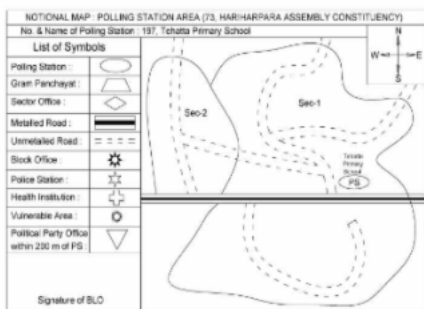 NOTIONAL MAP : POLLING STATION AREA (73, HARIHARPARA ASSEMBLY CONSTITUENCY)
No. & Name of Polling Station : 197, Tehatta Primary School
List of Symbols
Polling Station :
Gram Panchayat :
Sector Office :
Metalled Road :
Unmetalled Road :
Block Office :
Police Station :
Health Institution :
Vulnerable Area :
Political Party Office
within 200 m of PS :
Signature of BLO
N
W E
S
Sec-2
Sec-1
Primary
School
PS